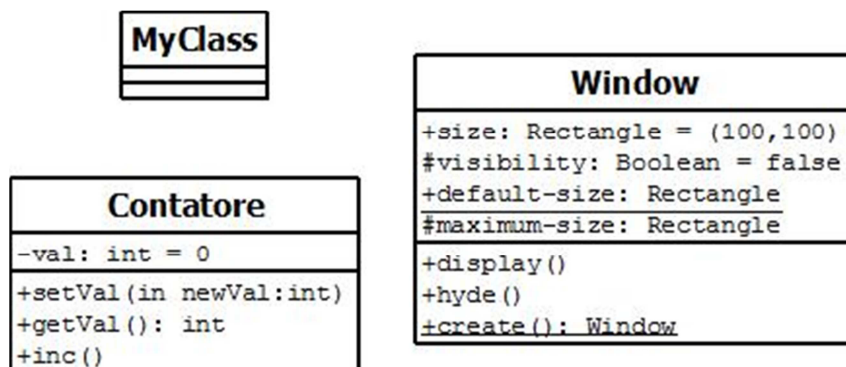 MyClass
Contatore
-val: int = 0
+setVal(in newVal:int)
+getVal(): int
+inc()
Window
+size: Rectangle = (100,100)
#visibility: Boolean = false
+default-size: Rectangle
#maximum-size: Rectangle
+display()
+hyde()
+create(): Window